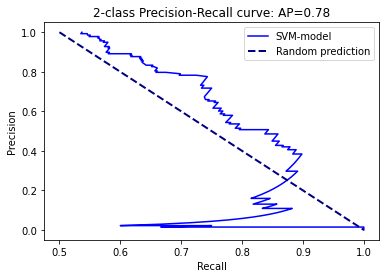 2-class Precision-Recall curve: AP=0.78
SVM-model
Random prediction
Precision
1.0
0.8
0.6
0.4
0.2
0.0
0.5 0.6 0.7 0.8 0.9 1.0
Recall